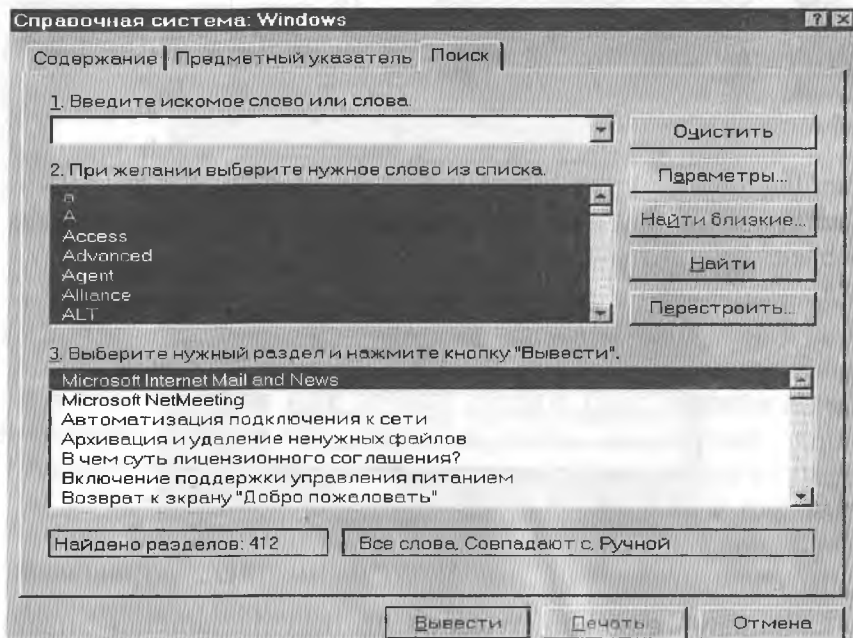 Справочная система: Windows
Содержание Предметный указатель Поиск
1. Введите искомое слово или слова.
Очистить
2. При желании выберите нужное слово из списка.
Параметры...
a
A
Access
Найти близкие...
Advanced
Agent
Найти
Alliance
ALT
Перестроить...
3. Выберите нужный раздел и нажмите кнопку "Вывести".
Microsoft Internet Mail and News
Microsoft NetMeeting
Автоматизация подключения к сети
Архивация и удаление ненужных файлов
В чем суть лицензионного соглашения?
Включение поддержки управления питанием
Возврат к экрану "Добро пожаловать"
Найдено разделов: 412
Все слова, Совпадают с, Ручной
Вывести Печать... Отмена